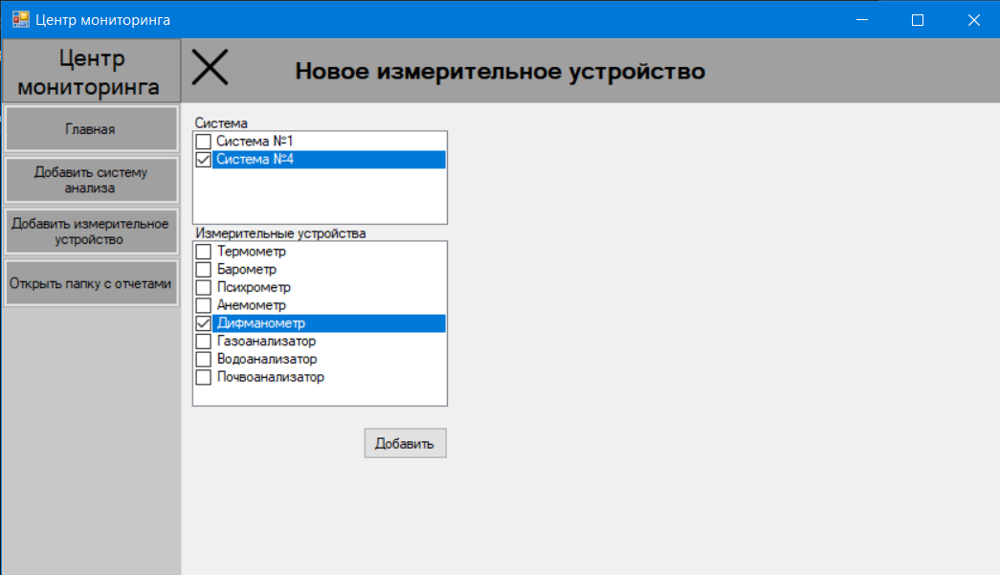 Центр мониторинга
Центр
мониторинга
Новое измерительное устройство
Главная
Добавить систему
анализа
Добавить измерительное
устройство
Открыть папку с отчетами
Система
Система №1
Система №4
Измерительные устройства
Термометр
Барометр
Психрометр
Анемометр
Дифманометр
Газоанализатор
Водоанализатор
Почвоанализатор
Добавить